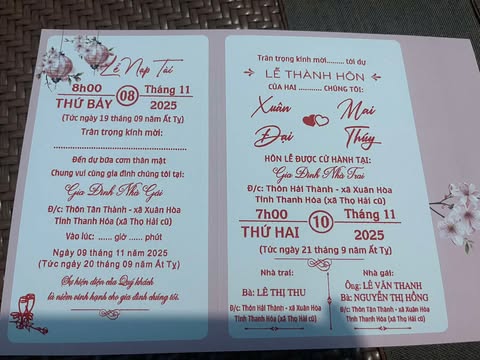 Lễ Nạp Tài
8h00 08 Tháng 11
THỨ BẢY 2025
(Tức ngày 19 tháng 09 năm Ất Tỵ)
Trân trọng kính mời:
Đến dự bữa cơm thân mật
Chung vui cùng gia đình chúng tôi tại:
Gia Đình Nhà Gái
Đ/c: Thôn Tân Thành - xã Xuân Hòa
Tỉnh Thanh Hóa (xã Thọ Hải cũ)
Vào lúc: ...... giờ ...... phút
Ngày 09 tháng 11 năm 2025
(Tức ngày 20 tháng 09 năm Ất Tỵ)
Sự hiện diện của Quý khách
là niềm vinh hạnh cho gia đình chúng tôi.
Trân trọng kính mời......... tới dự
LỄ THÀNH HÔN
CỦA HAI ........... CHÚNG TÔI:
Xuân Mai
Đại Thúy
HÔN LỄ ĐƯỢC CỬ HÀNH TẠI:
Gia Đình Nhà Trai
Đ/c: Thôn Hải Thành - xã Xuân Hòa
Tỉnh Thanh Hóa (xã Thọ Hải cũ)
7h00 10 Tháng 11
THỨ HAI 2025
(Tức ngày 21 tháng 9 năm Ất Tỵ)
Nhà trai:
Bà: LÊ THỊ THU
Đ/c: Thôn Hải Thành - xã Xuân Hòa
Tỉnh Thanh Hóa (xã Thọ Hải cũ)
Nhà gái:
Ông: LÊ VĂN THANH
Bà: NGUYỄN THỊ HỒNG
Đ/c: Thôn Tân Thành - xã Xuân Hòa
Tỉnh Thanh Hóa (xã Thọ Hải cũ)